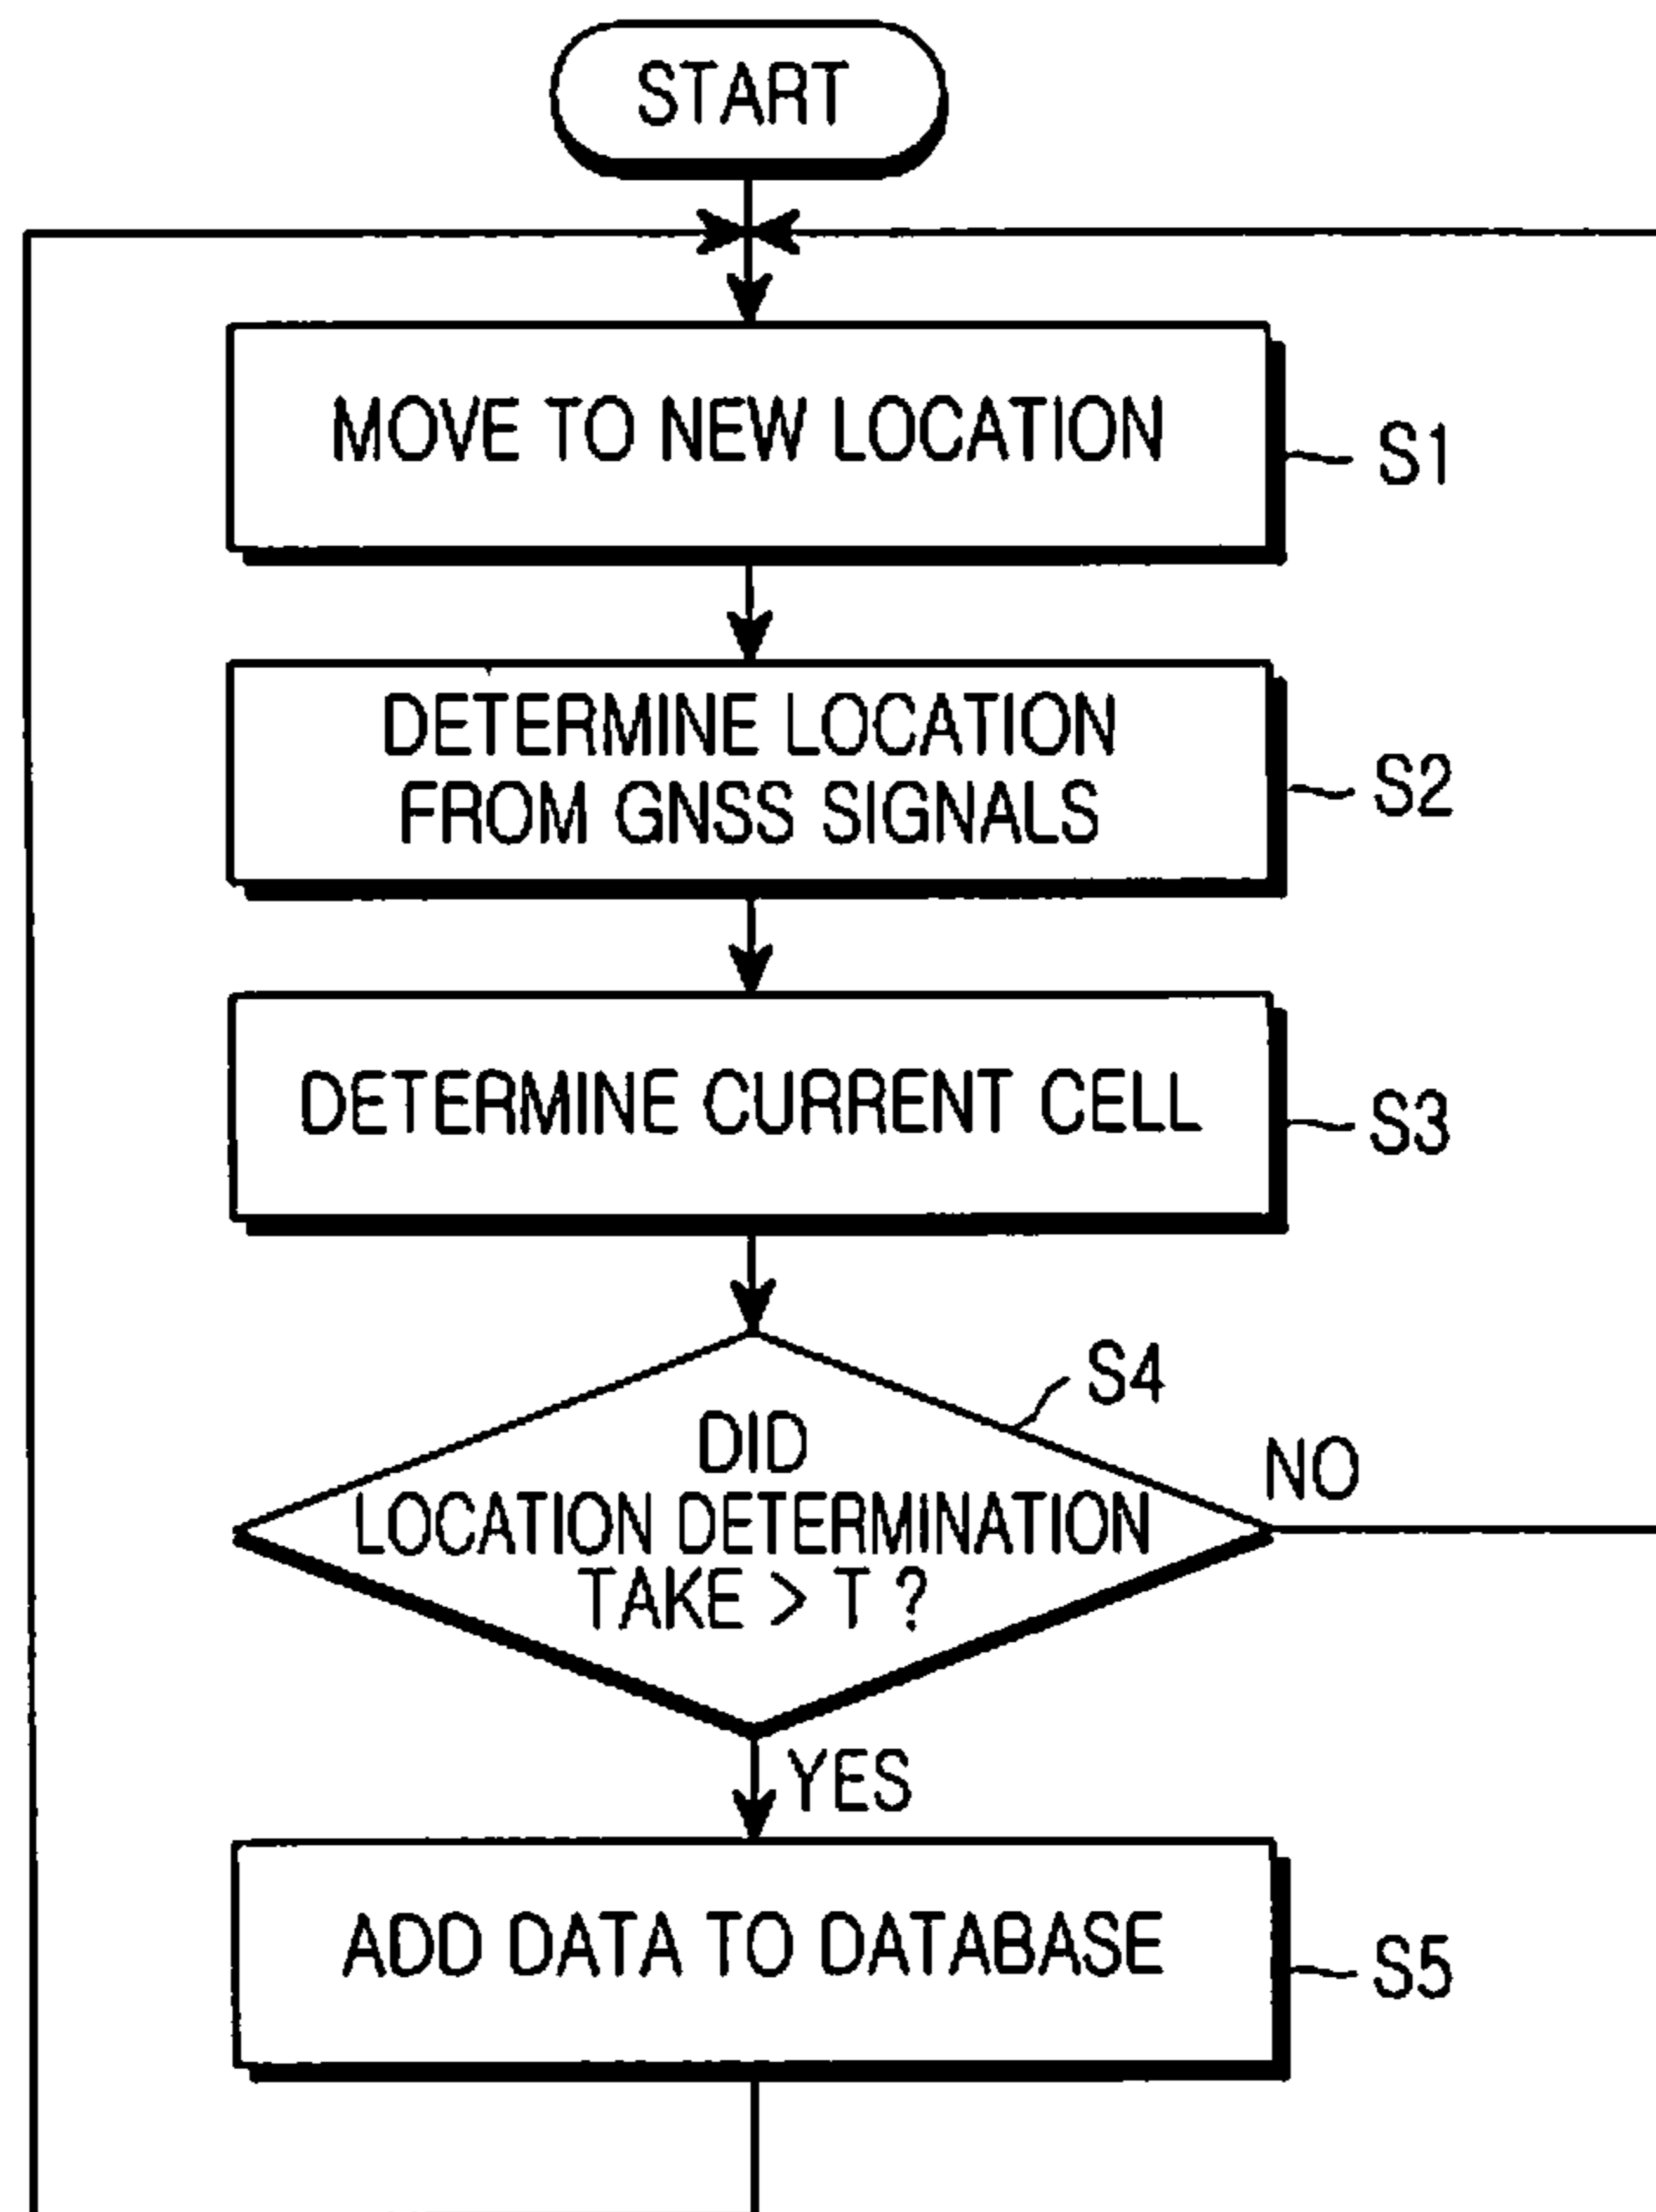 START
MOVE TO NEW LOCATION
S1
DETERMINE LOCATION
FROM GNSS SIGNALS
S2
DETERMINE CURRENT CELL
S3
S4
DID
LOCATION DETERMINATION
TAKE > T ?
NO
YES
ADD DATA TO DATABASE
S5